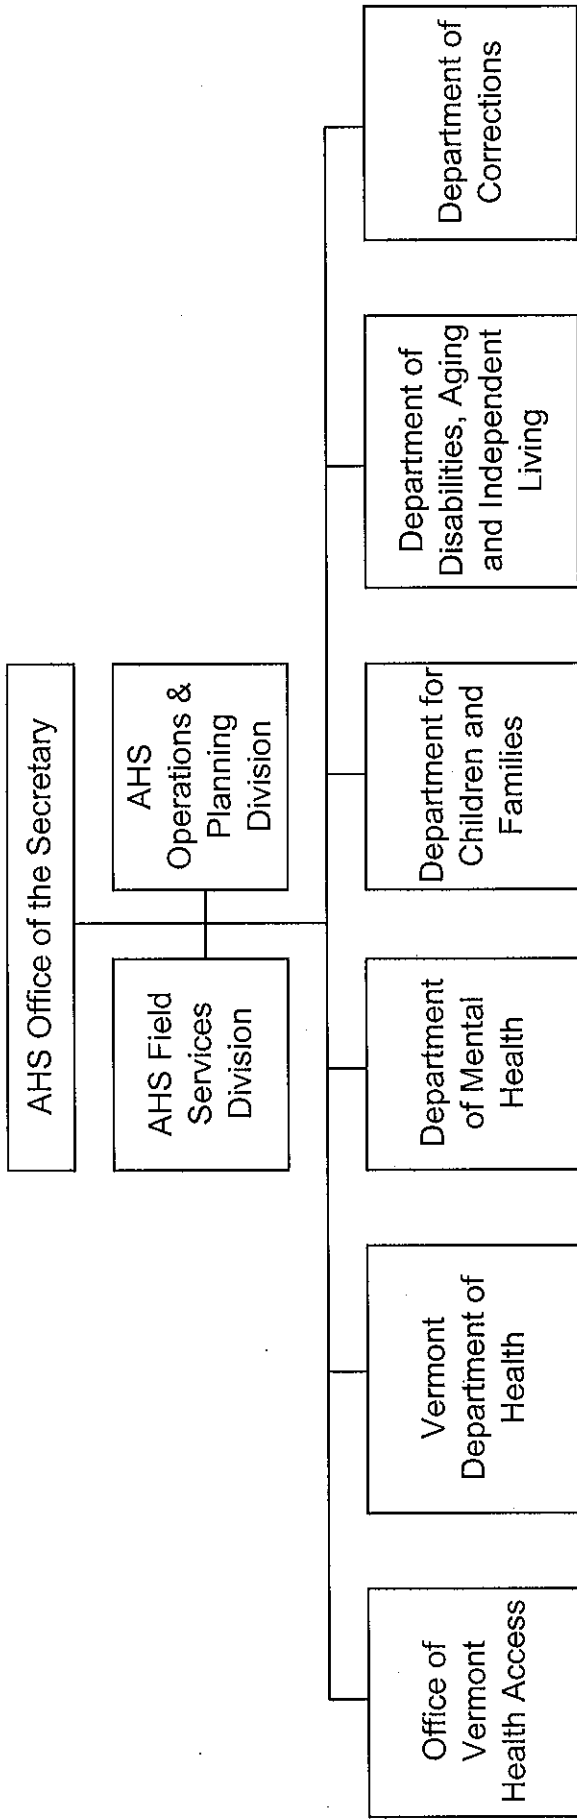 AHS Office of the Secretary
AHS Field
Services
Division
AHS
Operations &
Planning
Division
Office of
Vermont
Health Access
Vermont
Department of
Health
Department
of Mental
Health
Department for
Children and
Families
Department of
Disabilities, Aging
and Independent
Living
Department of
Corrections